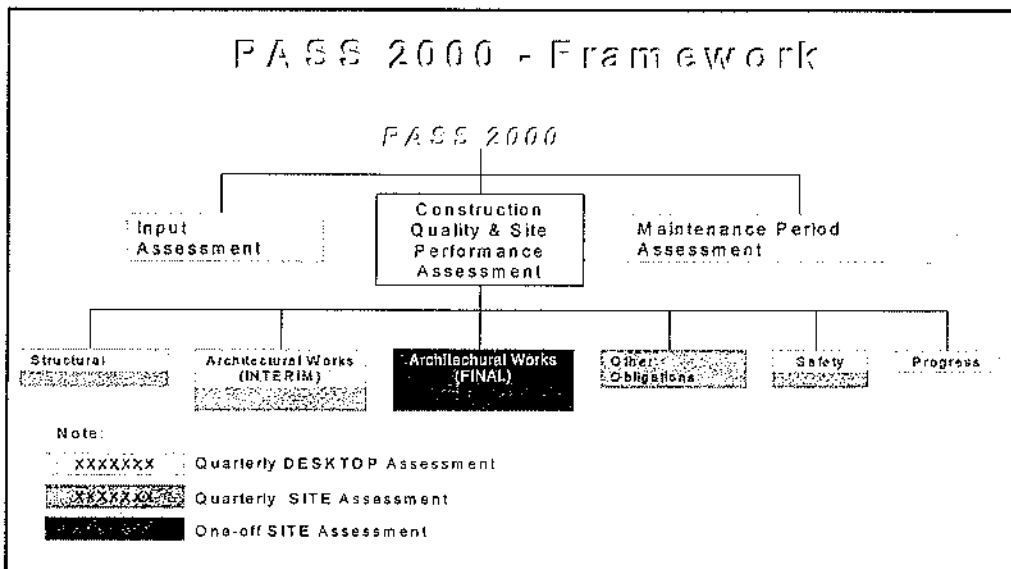 PASS 2000 - Framework
PASS 2000
Input
Assessment
Construction
Quality & Site
Performance
Assessment
Maintenance Period
Assessment
Structural
Architectural Works
(INTERIM)
Architechural Works
(FINAL)
Other
Obligations
Safety
Progress
Note:
XXXXXXX Quarterly DESKTOP Assessment
XXXXXXX Quarterly SITE Assessment
One-off SITE Assessment